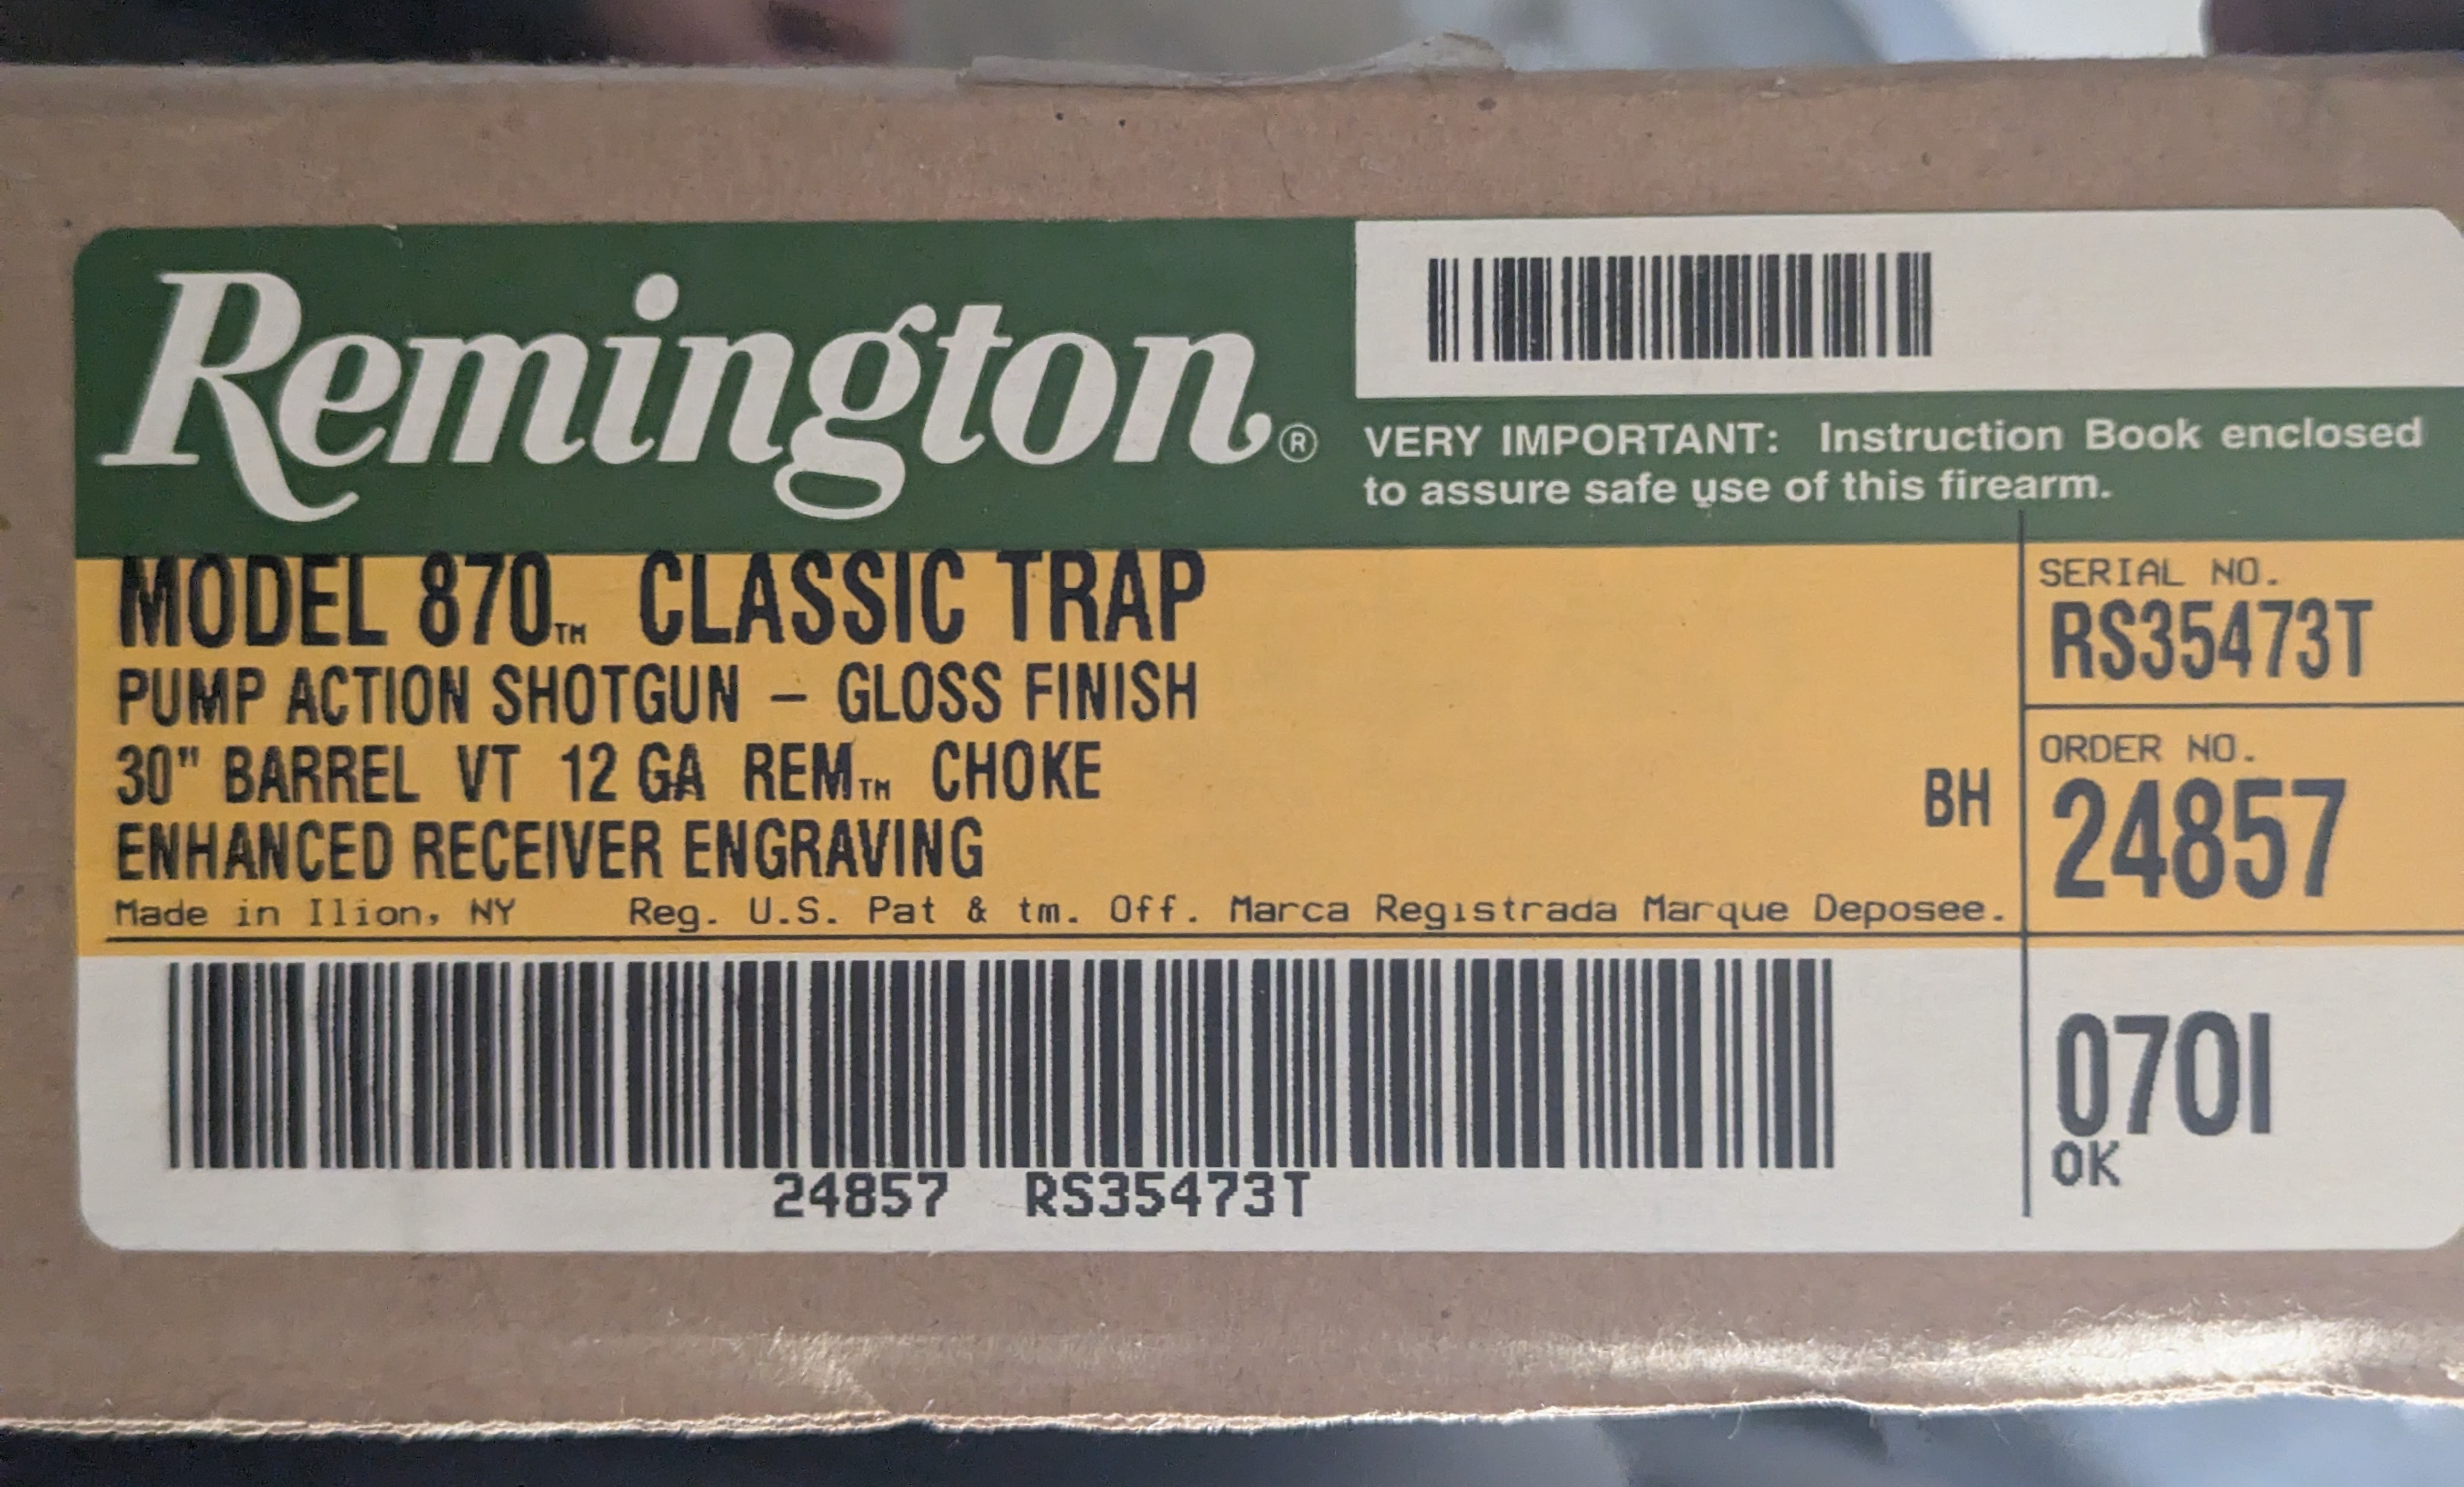 Remington®
VERY IMPORTANT: Instruction Book enclosed
to assure safe use of this firearm.
MODEL 870™ CLASSIC TRAP
PUMP ACTION SHOTGUN – GLOSS FINISH
30" BARREL VT 12 GA REM™ CHOKE
ENHANCED RECEIVER ENGRAVING
BH
Made in Ilion, NY Reg. U.S. Pat & tm. Off. Marca Registrada Marque Deposee.
SERIAL NO.
RS35473T
ORDER NO.
24857
24857 RS35473T
070I
OK